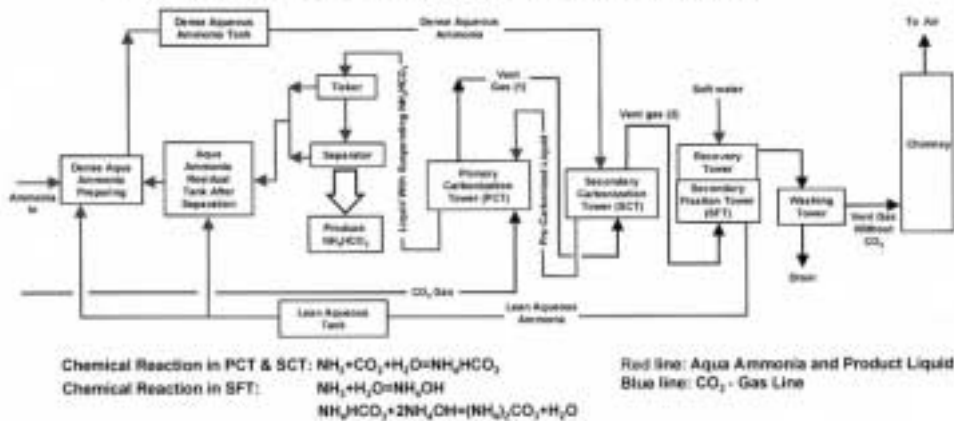 Dense Aqueous
Ammonia Tank
Dense Aqueous
Ammonia
To Air
Vent
Gas (1)
Soft water
Vent gas (2)
Tinker
Separator
Product
NH₄HCO₃
Liquid With Suspending NH₄HCO₃
Pre-Carbonized Liquid
Dense Aqua
Ammonia
Preparing
Aqua
Ammonia
Residual
Tank After
Separation
Primary
Carbonization
Tower (PCT)
Secondary
Carbonization
Tower (SCT)
Recovery
Tower
Secondary
Fixation Tower
(SFT)
Washing
Tower
Chimney
Vent Gas
Without
CO₂
Drain
Ammonia
CO₂ Gas
Lean Aqueous
Tank
Lean Aqueous
Ammonia
Chemical Reaction in PCT & SCT: NH₃+CO₂+H₂O=NH₄HCO₃
Chemical Reaction in SFT: NH₃+H₂O=NH₄OH
NH₄HCO₃+2NH₄OH=(NH₄)₂CO₃+H₂O
Red line: Aqua Ammonia and Product Liquid
Blue line: CO₂ - Gas Line